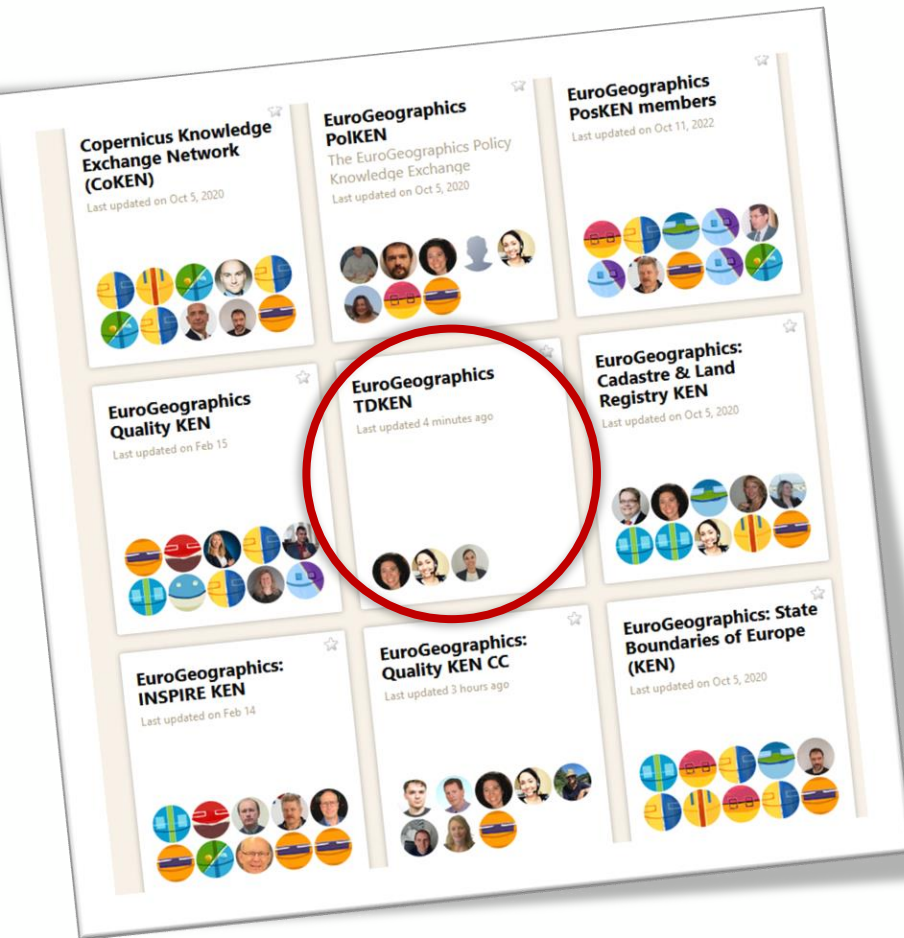 Copernicus Knowledge
Exchange Network
(CoKEN)
Last updated on Oct 5, 2020
EuroGeographics
PolKEN
The EuroGeographics Policy
Knowledge Exchange
Last updated on Oct 5, 2020
EuroGeographics
PosKEN members
Last updated on Oct 11, 2022
EuroGeographics
Quality KEN
Last updated on Feb 15
EuroGeographics
TDKEN
Last updated 4 minutes ago
EuroGeographics:
Cadastre & Land
Registry KEN
Last updated on Oct 5, 2020
EuroGeographics:
INSPIRE KEN
Last updated on Feb 14
EuroGeographics:
Quality KEN CC
Last updated 3 hours ago
EuroGeographics: State
Boundaries of Europe
(KEN)
Last updated on Oct 5, 2020